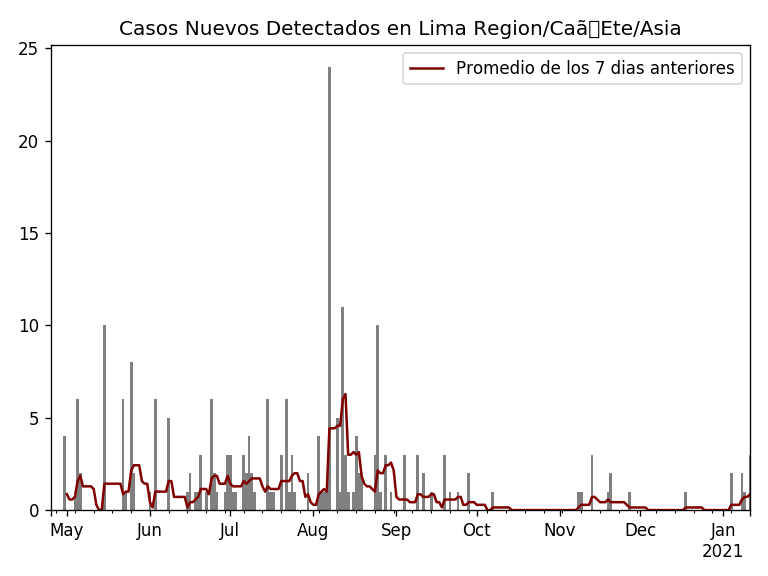 Casos Nuevos Detectados en Lima Region/Caã▯Ete/Asia
Promedio de los 7 dias anteriores
25
20
15
10
5
0
May Jun Jul Aug Sep Oct Nov Dec Jan
2021